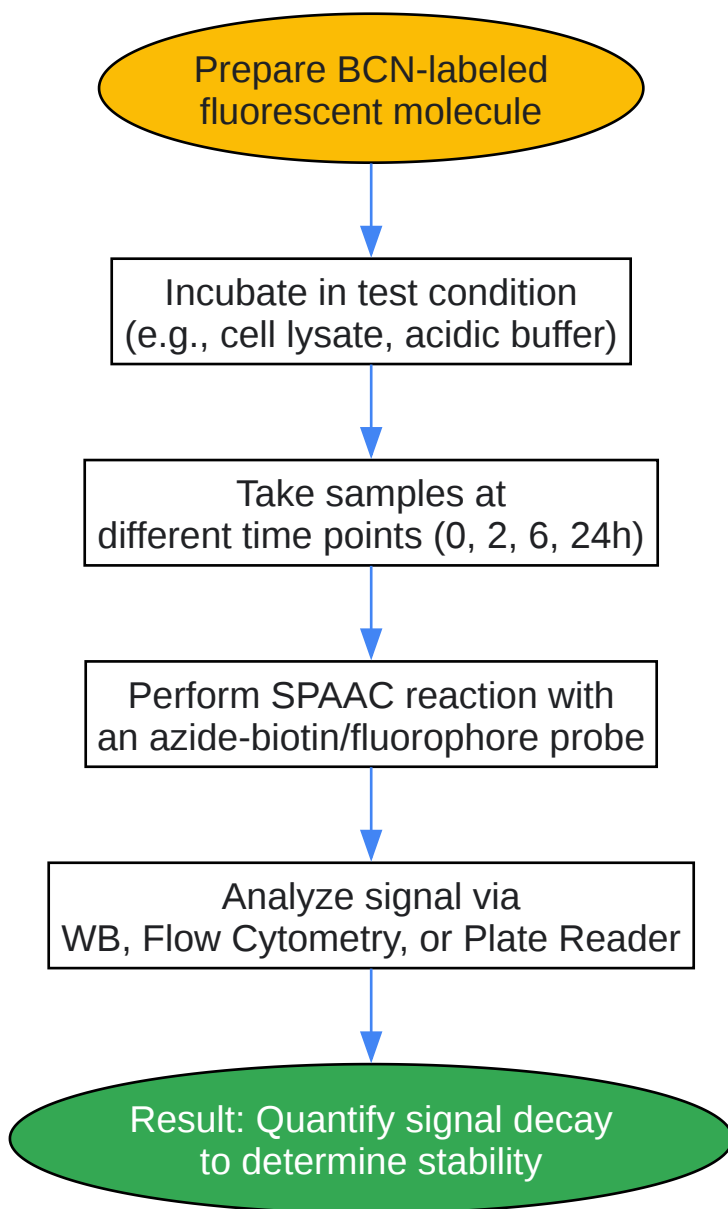 Prepare BCN-labeled
fluorescent molecule
Incubate in test condition
(e.g., cell lysate, acidic buffer)
Take samples at
different time points (0, 2, 6, 24h)
Perform SPAAC reaction with
an azide-biotin/fluorophore probe
Analyze signal via
WB, Flow Cytometry, or Plate Reader
Result: Quantify signal decay
to determine stability